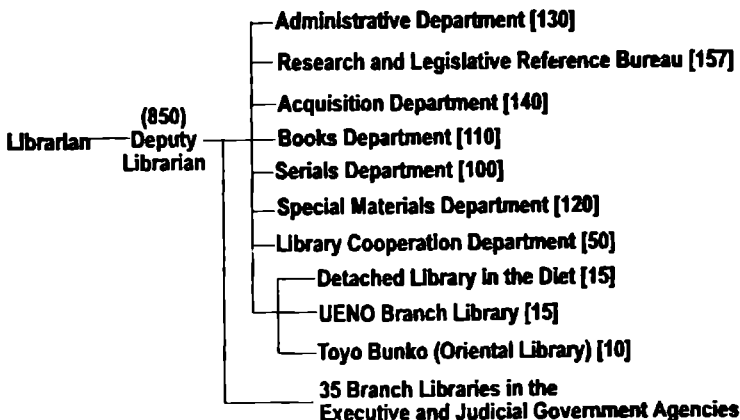 Administrative Department [130]
Research and Legislative Reference Bureau [157]
Acquisition Department [140]
(850)
Librarian Deputy Books Department [110]
Librarian
Serials Department [100]
Special Materials Department [120]
Library Cooperation Department [50]
Detached Library in the Diet [15]
UENO Branch Library [15]
Toyo Bunko (Oriental Library) [10]
35 Branch Libraries in the
Executive and Judicial Government Agencies